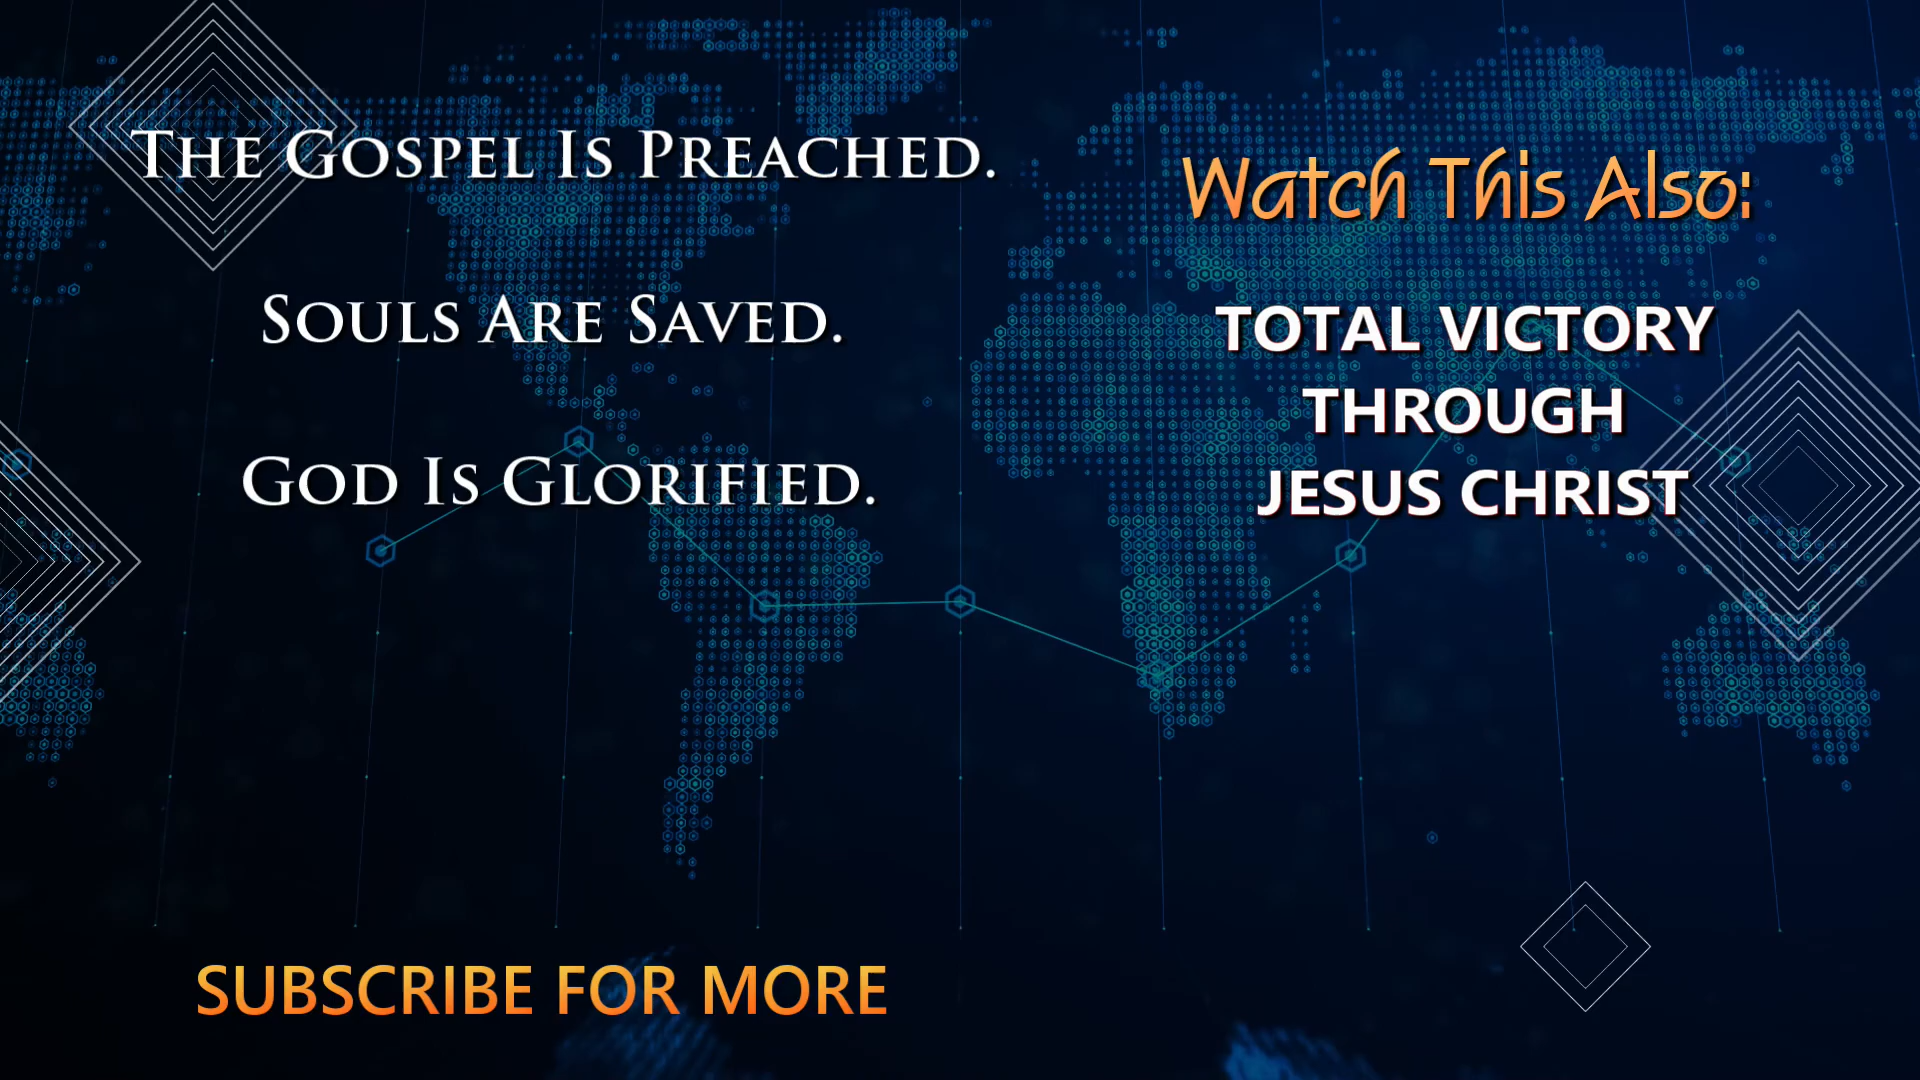 The Gospel Is Preached.
Souls Are Saved.
God Is Glorified.
Watch This Also:
TOTAL VICTORY
THROUGH
JESUS CHRIST
SUBSCRIBE FOR MORE